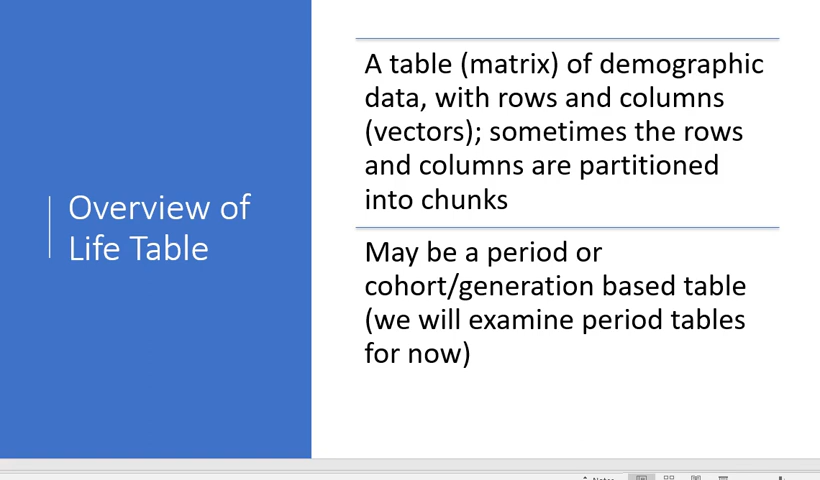 Overview of
Life Table
A table (matrix) of demographic
data, with rows and columns
(vectors); sometimes the rows
and columns are partitioned
into chunks
May be a period or
cohort/generation based table
(we will examine period tables
for now)